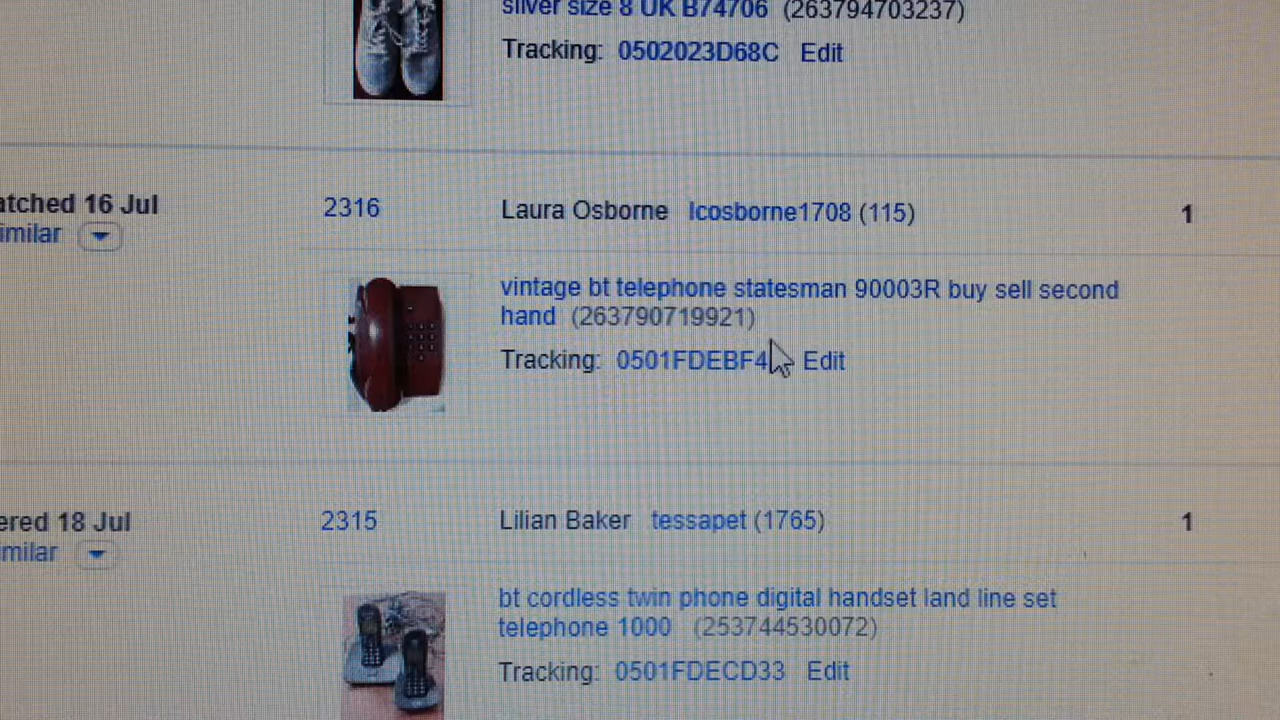 silver size 8 UK B74706 (263794703237)
Tracking: 0502023D68C Edit
atched 16 Jul 2316 Laura Osborne lcosborne1708 (115) 1
imilar
vintage bt telephone statesman 90003R buy sell second
hand (263790719921)
Tracking: 0501FDEBF4 Edit
ered 18 Jul 2315 Lilian Baker tessapet (1765) 1
milar
bt cordless twin phone digital handset land line set
telephone 1000 (253744530072)
Tracking: 0501FDECD33 Edit